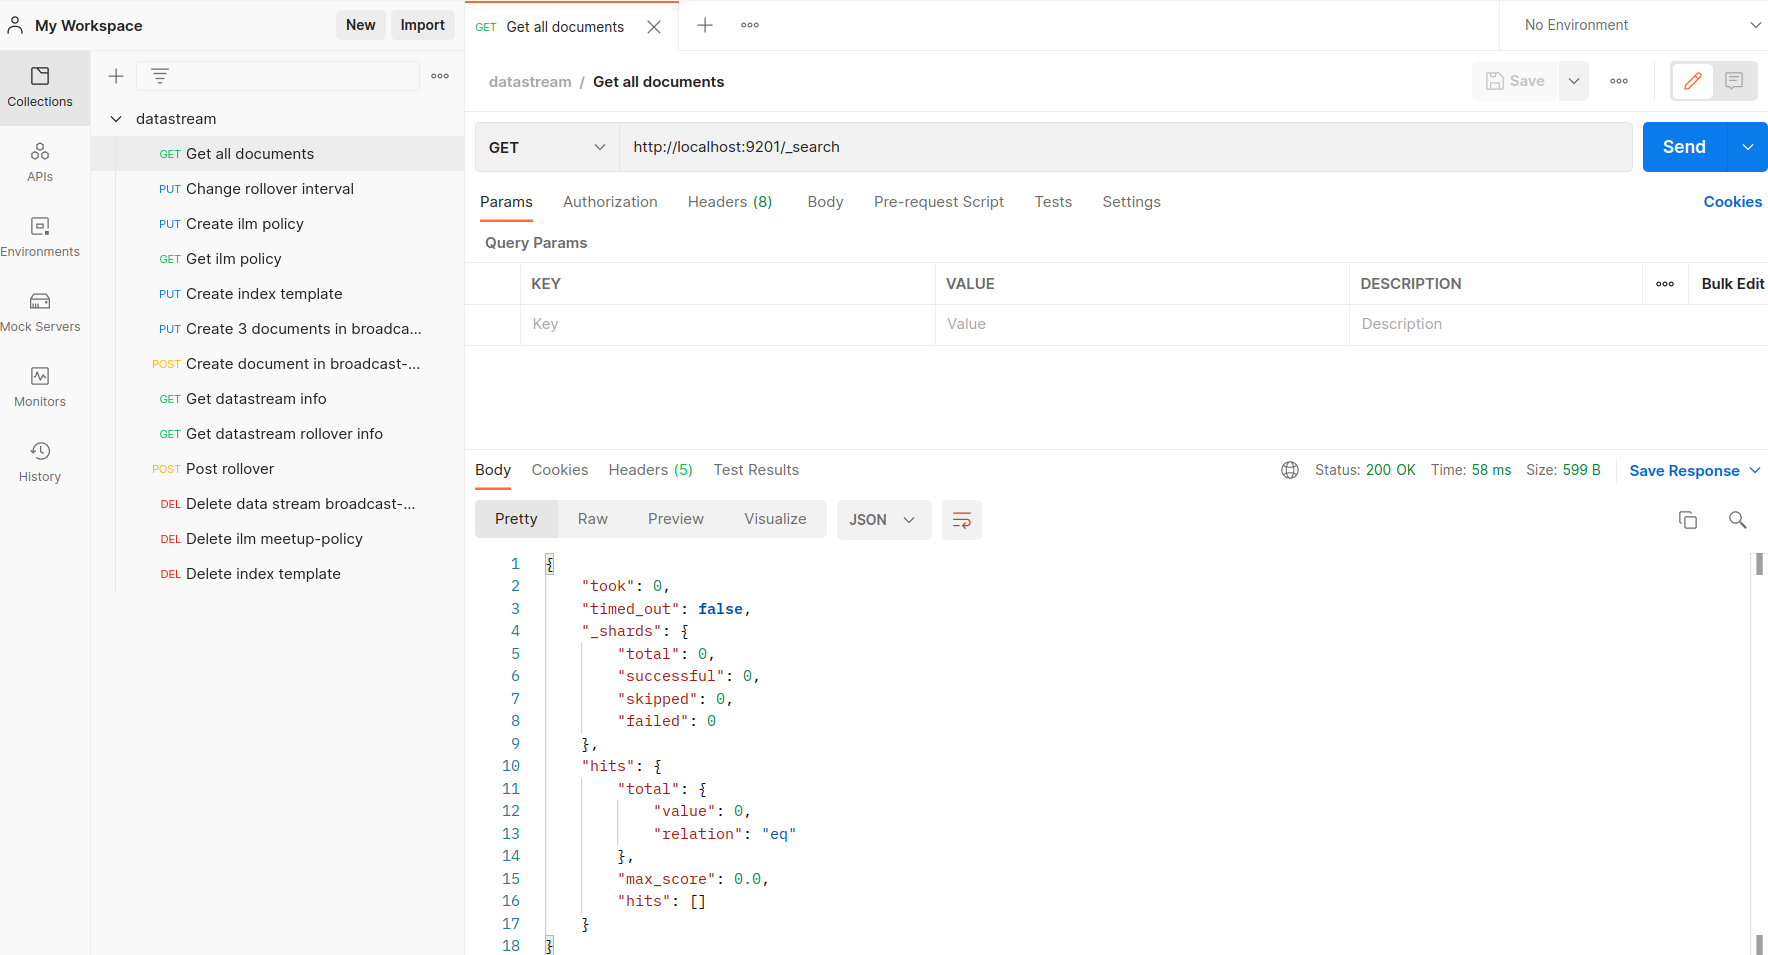 My Workspace
New
Import
Collections
APIs
Environments
Mock Servers
Monitors
History
datastream
GET Get all documents
PUT Change rollover interval
PUT Create ilm policy
GET Get ilm policy
PUT Create index template
PUT Create 3 documents in broadca...
POST Create document in broadcast-...
GET Get datastream info
GET Get datastream rollover info
POST Post rollover
DEL Delete data stream broadcast-...
DEL Delete ilm meetup-policy
DEL Delete index template
GET Get all documents
No Environment
datastream / Get all documents
Save
GET http://localhost:9201/_search
Send
Params Authorization Headers (8) Body Pre-request Script Tests Settings Cookies
Query Params
KEY VALUE DESCRIPTION Bulk Edit
Key Value Description
Body Cookies Headers (5) Test Results Status: 200 OK Time: 58 ms Size: 599 B Save Response
Pretty Raw Preview Visualize JSON
1 {
2 "took": 0,
3 "timed_out": false,
4 "_shards": {
5 "total": 0,
6 "successful": 0,
7 "skipped": 0,
8 "failed": 0
9 },
10 "hits": {
11 "total": {
12 "value": 0,
13 "relation": "eq"
14 },
15 "max_score": 0.0,
16 "hits": []
17 }
18 }